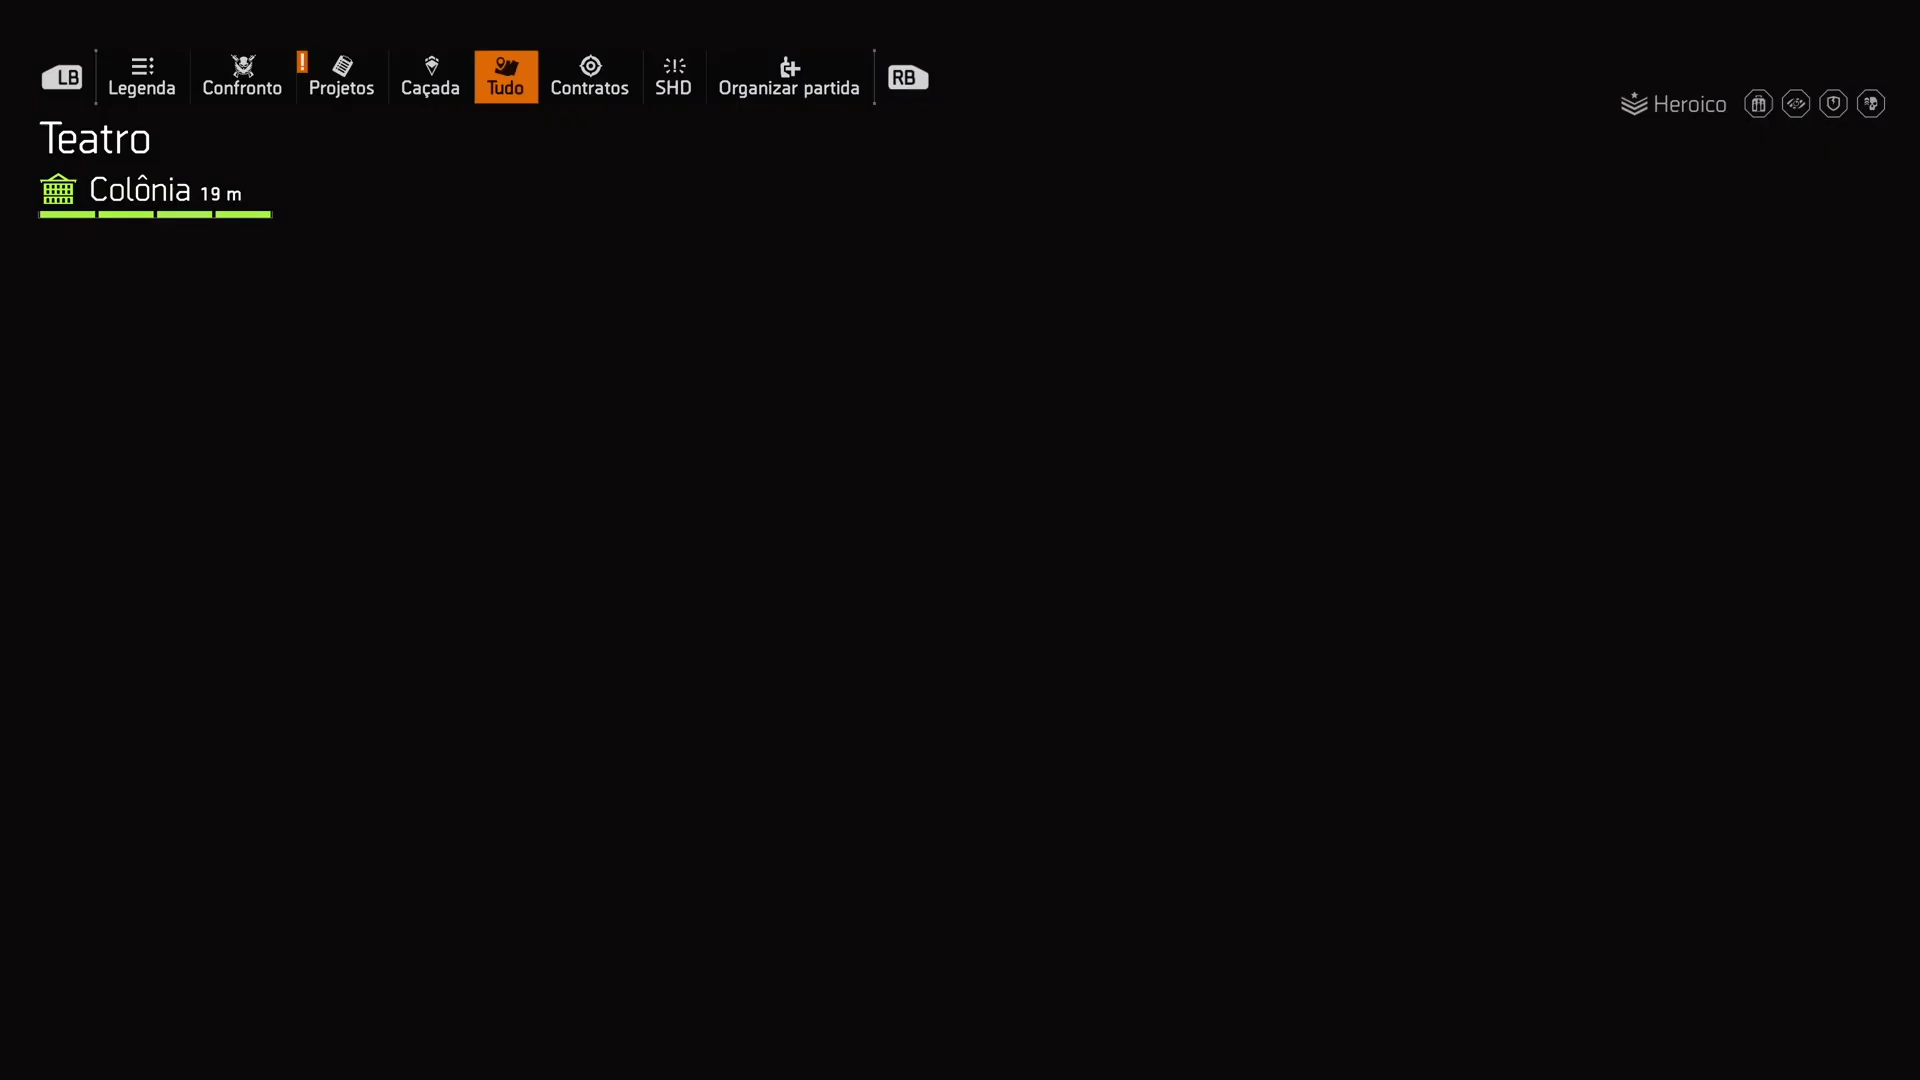 LB
Legenda
Confronto
!
Projetos
Caçada
Tudo
Contratos
SHD
Organizar partida
RB
Heroico
Teatro
Colônia 19 m